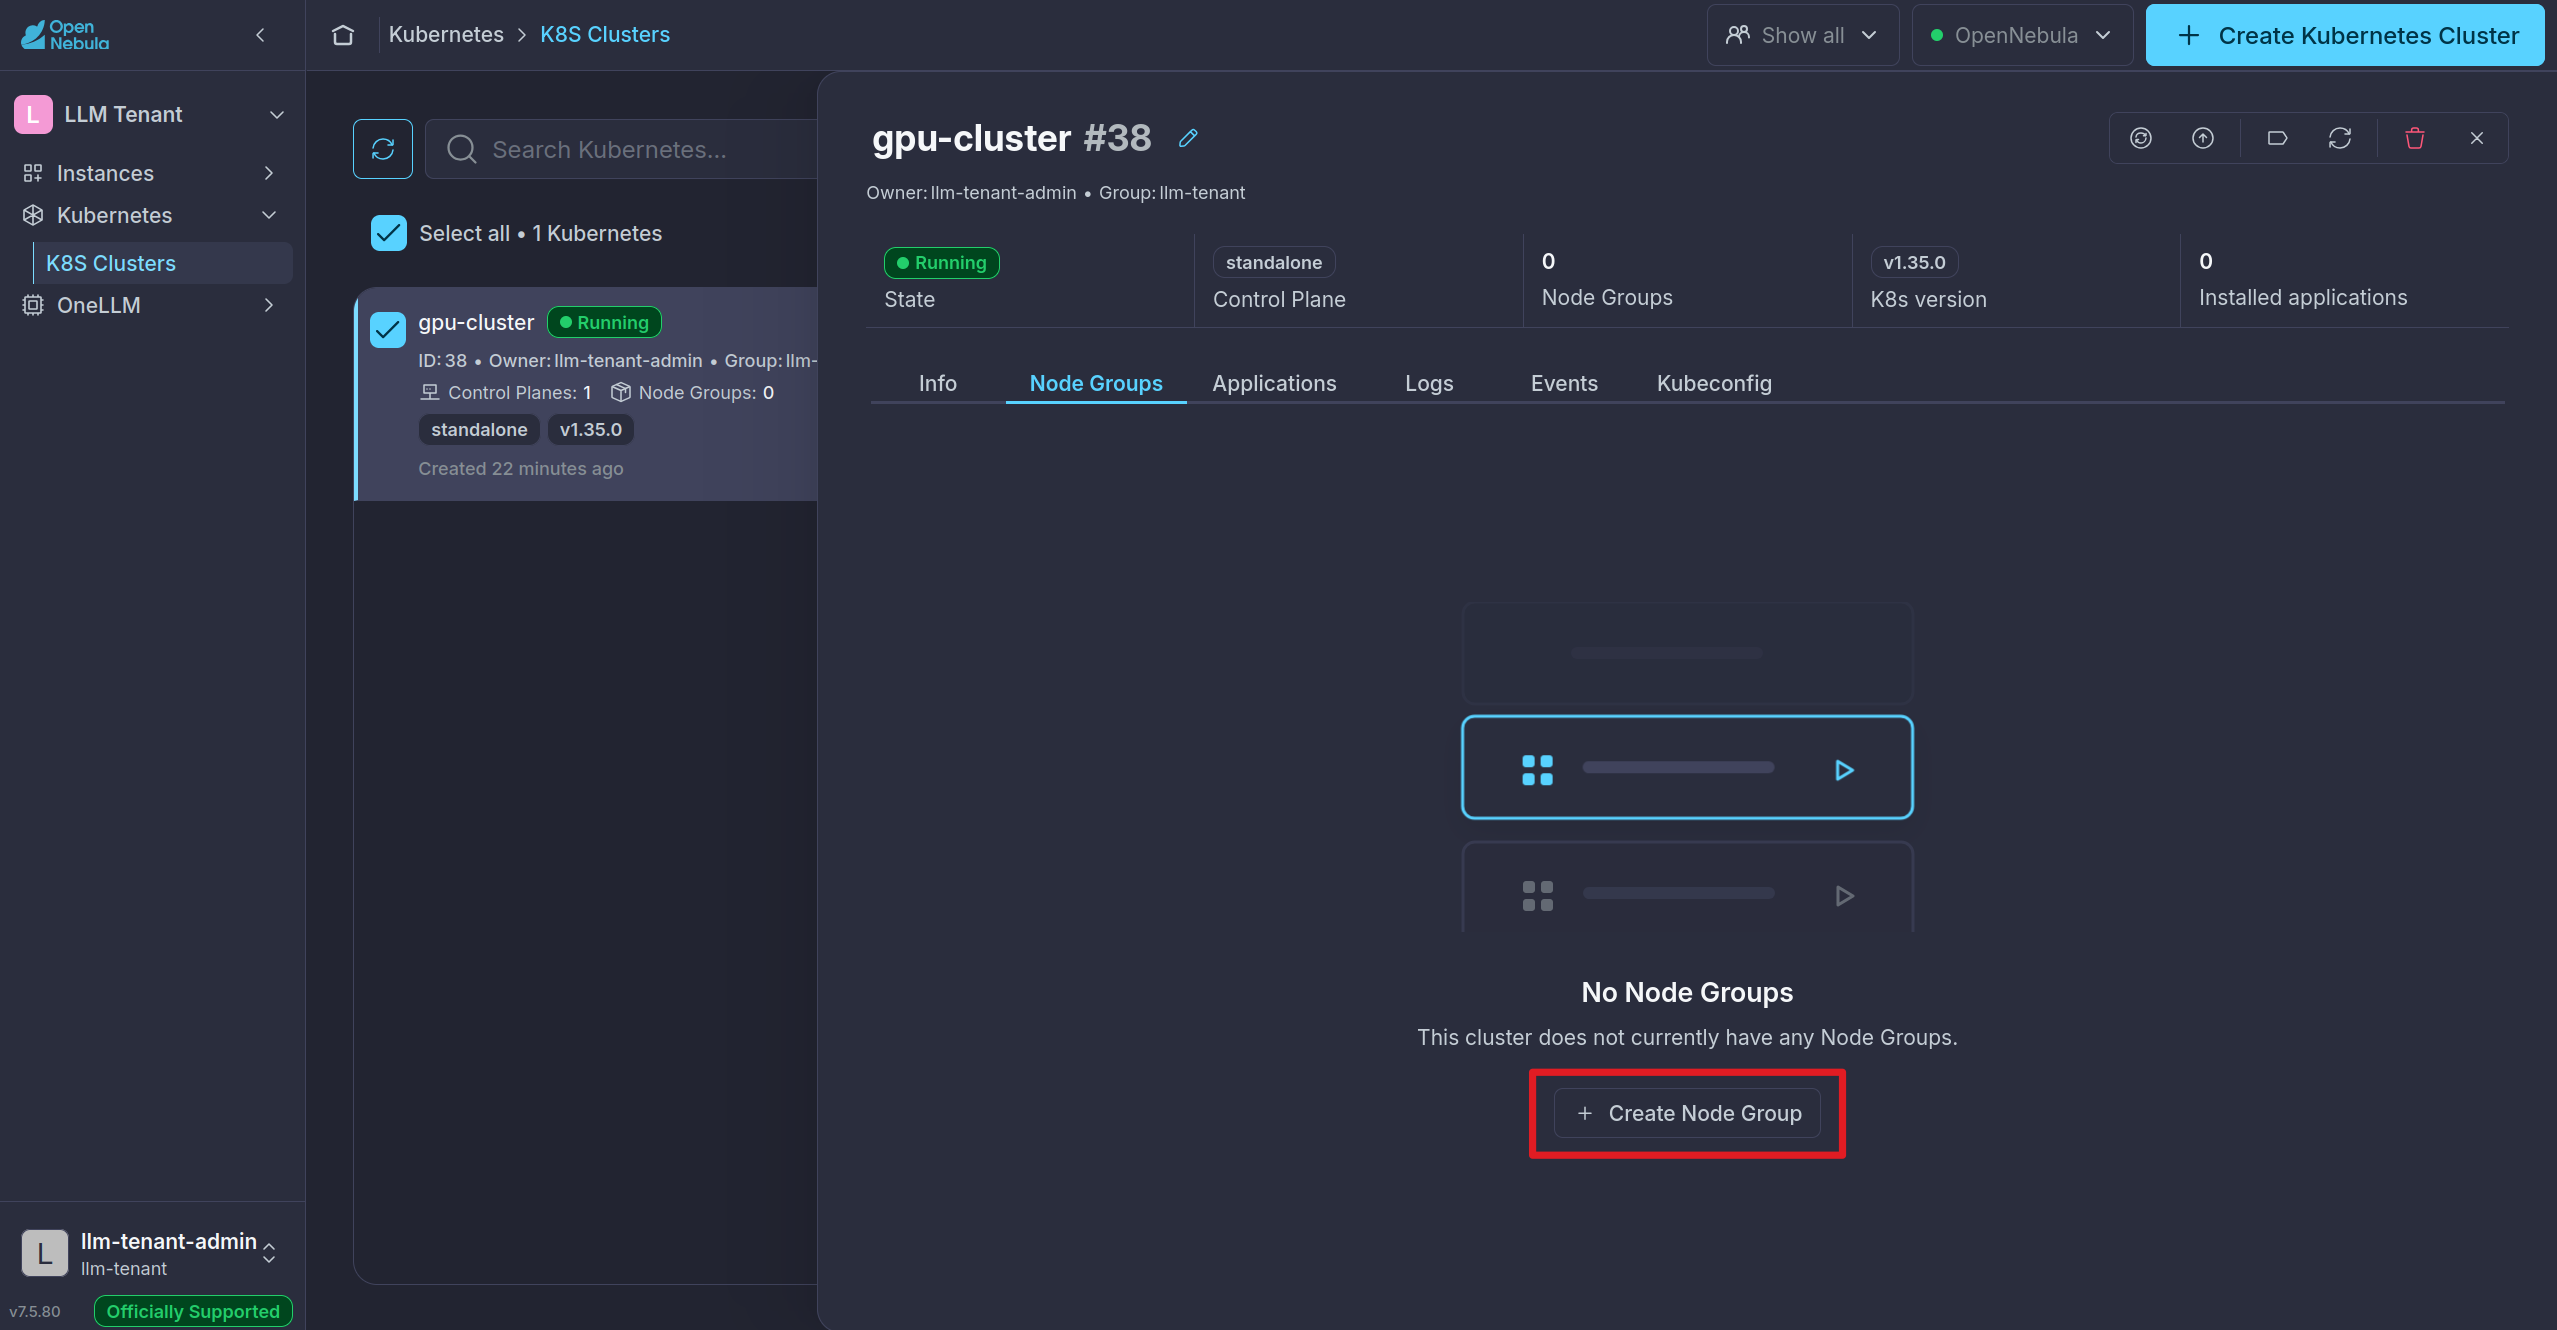 Open
Nebula
Kubernetes
K8S Clusters
Show all
OpenNebula
Create Kubernetes Cluster
L
LLM Tenant
Instances
Kubernetes
K8S Clusters
OneLLM
Search Kubernetes...
Select all • 1 Kubernetes
gpu-cluster
Running
ID: 38 • Owner: llm-tenant-admin • Group: llm-
Control Planes: 1
Node Groups: 0
standalone
v1.35.0
Created 22 minutes ago
gpu-cluster #38
Owner: llm-tenant-admin • Group: llm-tenant
Running
State
standalone
Control Plane
0
Node Groups
v1.35.0
K8s version
0
Installed applications
Info
Node Groups
Applications
Logs
Events
Kubeconfig
No Node Groups
This cluster does not currently have any Node Groups.
Create Node Group
L
llm-tenant-admin
llm-tenant
v7.5.80
Officially Supported